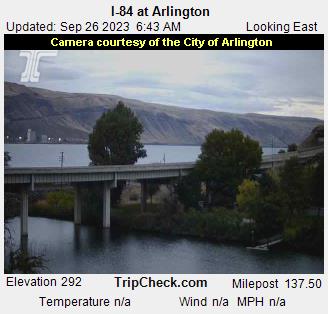 I-84 at Arlington
Updated: Sep 26 2023 6:43 AM Looking East
Camera courtesy of the City of Arlington
Elevation 292 TripCheck.com Milepost 137.50
Temperature n/a Wind n/a MPH n/a